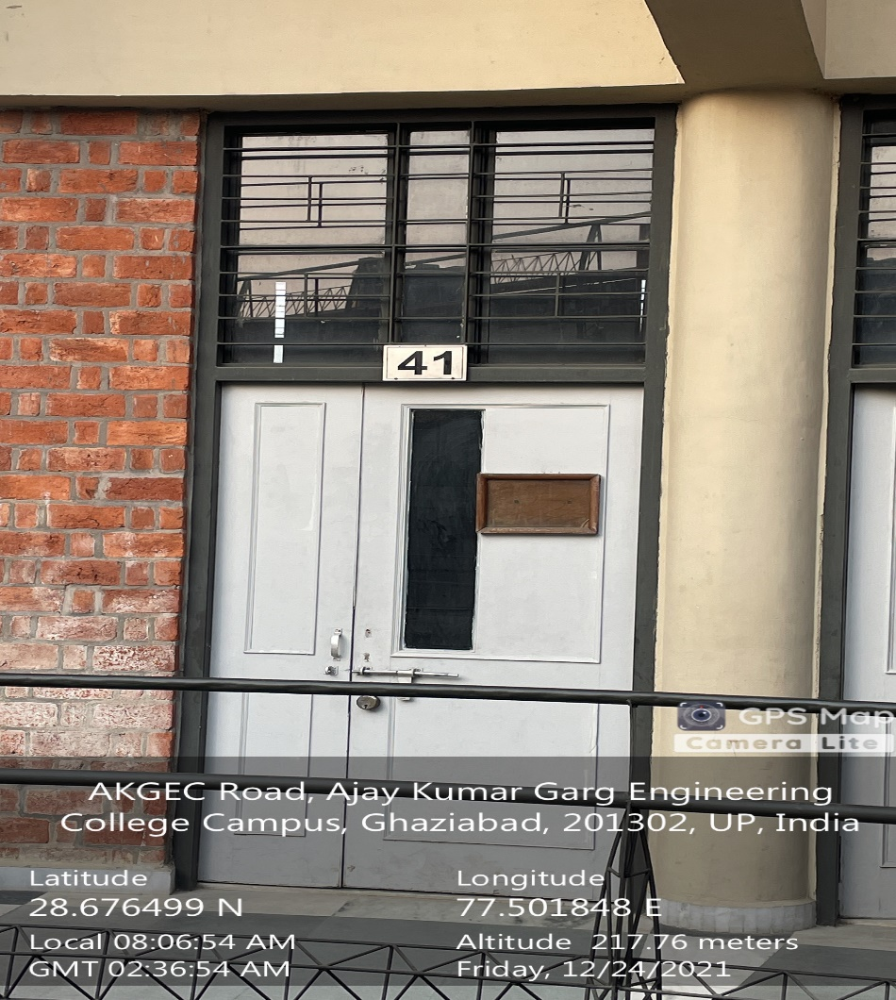 41
GPS Map
Camera Lite
AKGEC Road, Ajay Kumar Garg Engineering
College Campus, Ghaziabad, 201302, UP, India
Latitude
28.676499 N
Longitude
77.501848 E
Local 08:06:54 AM
GMT 02:36:54 AM
Altitude 217.76 meters
Friday, 12/24/2021